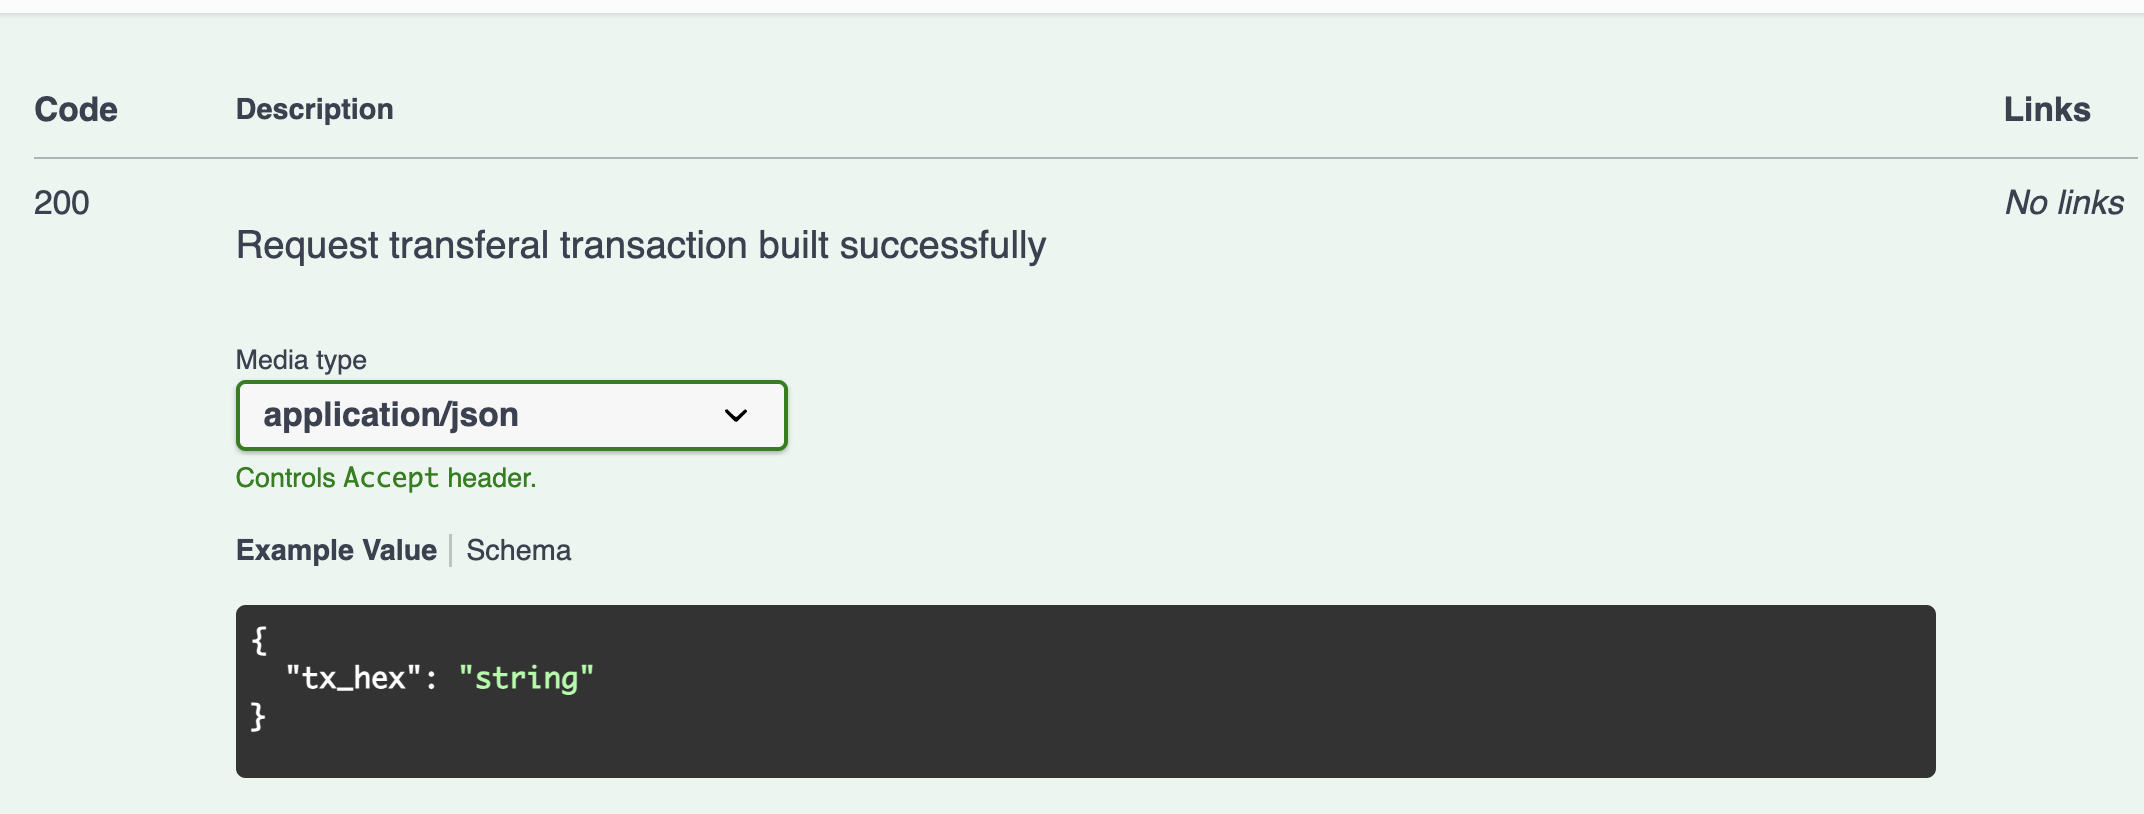 Code Description Links
200 No links
Request transferal transaction built successfully
Media type
application/json
Controls Accept header.
Example Value | Schema
{
  "tx_hex": "string"
}